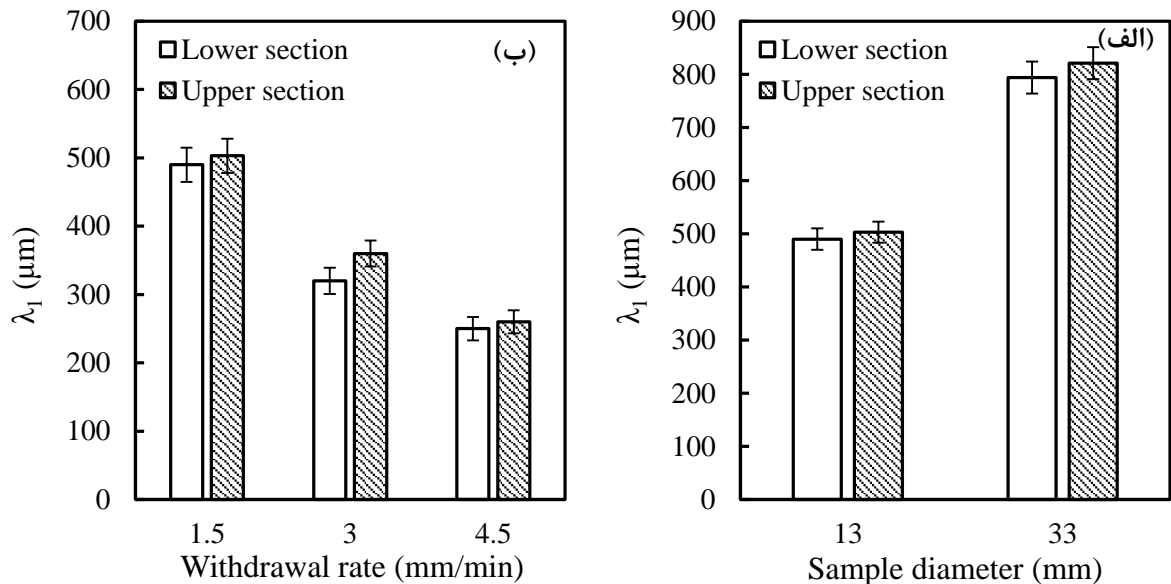 700
600
500
400
300
200
100
0
λ1 (μm)
Lower section
Upper section
(ب)
1.5 3 4.5
Withdrawal rate (mm/min)
900
800
700
600
500
400
300
200
100
0
λ1 (μm)
Lower section
Upper section
(الف)
13 33
Sample diameter (mm)